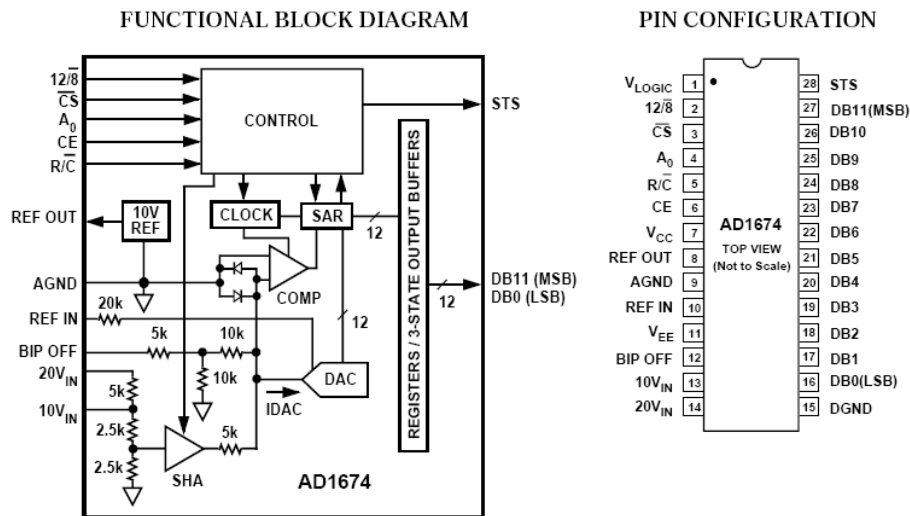 FUNCTIONAL BLOCK DIAGRAM
12/8̅
C̅S̅
A0
CE
R/C̅
CONTROL
STS
REF OUT
10V
REF
CLOCK
SAR
12
REGISTERS / 3-STATE OUTPUT BUFFERS
AGND
COMP
12
DB11 (MSB)
DB0 (LSB)
20k
REF IN
12
5k
10k
BIP OFF
10k
DAC
20VIN
5k
IDAC
10VIN
2.5k
5k
2.5k
SHA
AD1674
PIN CONFIGURATION
VLOGIC 1
12/8̅ 2
C̅S̅ 3
A0 4
R/C̅ 5
CE 6
VCC 7
REF OUT 8
AGND 9
REF IN 10
VEE 11
BIP OFF 12
10VIN 13
20VIN 14
AD1674
TOP VIEW
(Not to Scale)
28 STS
27 DB11(MSB)
26 DB10
25 DB9
24 DB8
23 DB7
22 DB6
21 DB5
20 DB4
19 DB3
18 DB2
17 DB1
16 DB0(LSB)
15 DGND